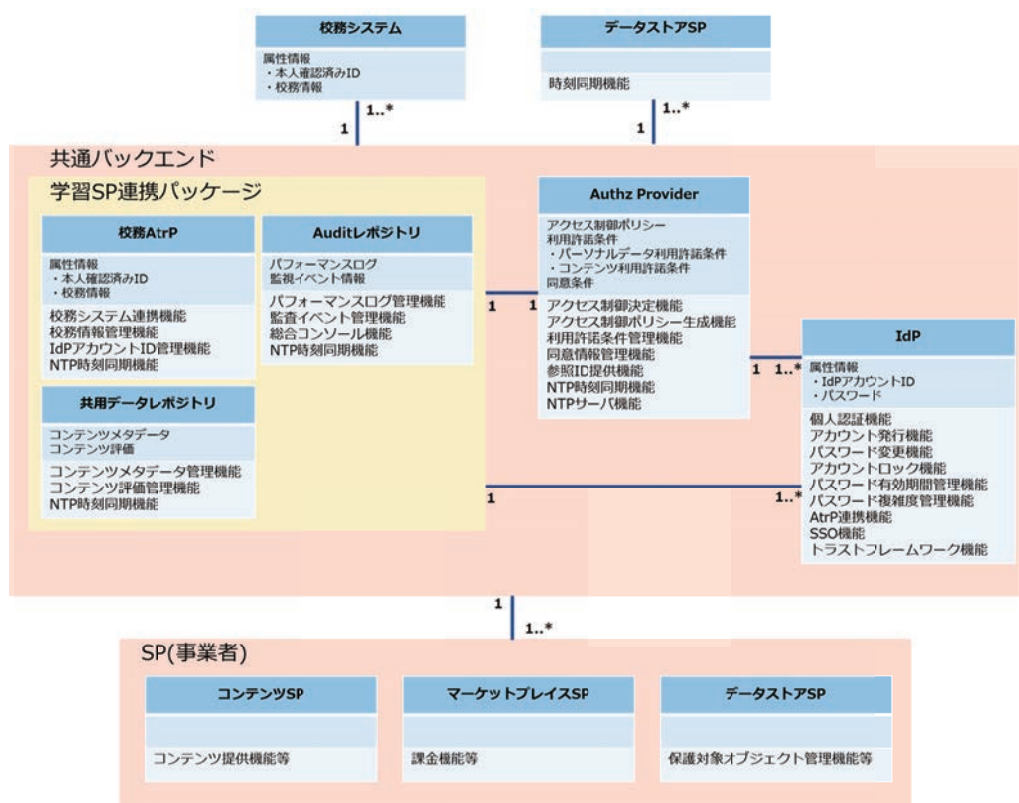 校務システム
属性情報
・本人確認済みID
・校務情報
データストアSP
時刻同期機能
1..*
1
1..*
1
共通バックエンド
学習SP連携パッケージ
校務AtrP
属性情報
・本人確認済みID
・校務情報
校務システム連携機能
校務情報管理機能
IdPアカウントID管理機能
NTP時刻同期機能
Auditレポジトリ
パフォーマンスログ
監視イベント情報
パフォーマンスログ管理機能
監査イベント管理機能
総合コンソール機能
NTP時刻同期機能
共用データレポジトリ
コンテンツメタデータ
コンテンツ評価
コンテンツメタデータ管理機能
コンテンツ評価管理機能
NTP時刻同期機能
1
1
Authz Provider
アクセス制御ポリシー
利用許諾条件
・パーソナルデータ利用許諾条件
・コンテンツ利用許諾条件
同意条件
アクセス制御決定機能
アクセス制御ポリシー生成機能
利用許諾条件管理機能
同意情報管理機能
参照ID提供機能
NTP時刻同期機能
NTPサーバ機能
1
1..*
IdP
属性情報
・IdPアカウントID
・パスワード
個人認証機能
アカウント発行機能
パスワード変更機能
アカウントロック機能
パスワード有効期間管理機能
パスワード複雑度管理機能
AtrP連携機能
SSO機能
トラストフレームワーク機能
1
1..*
1
1..*
SP(事業者)
コンテンツSP
コンテンツ提供機能等
マーケットプレイスSP
課金機能等
データストアSP
保護対象オブジェクト管理機能等